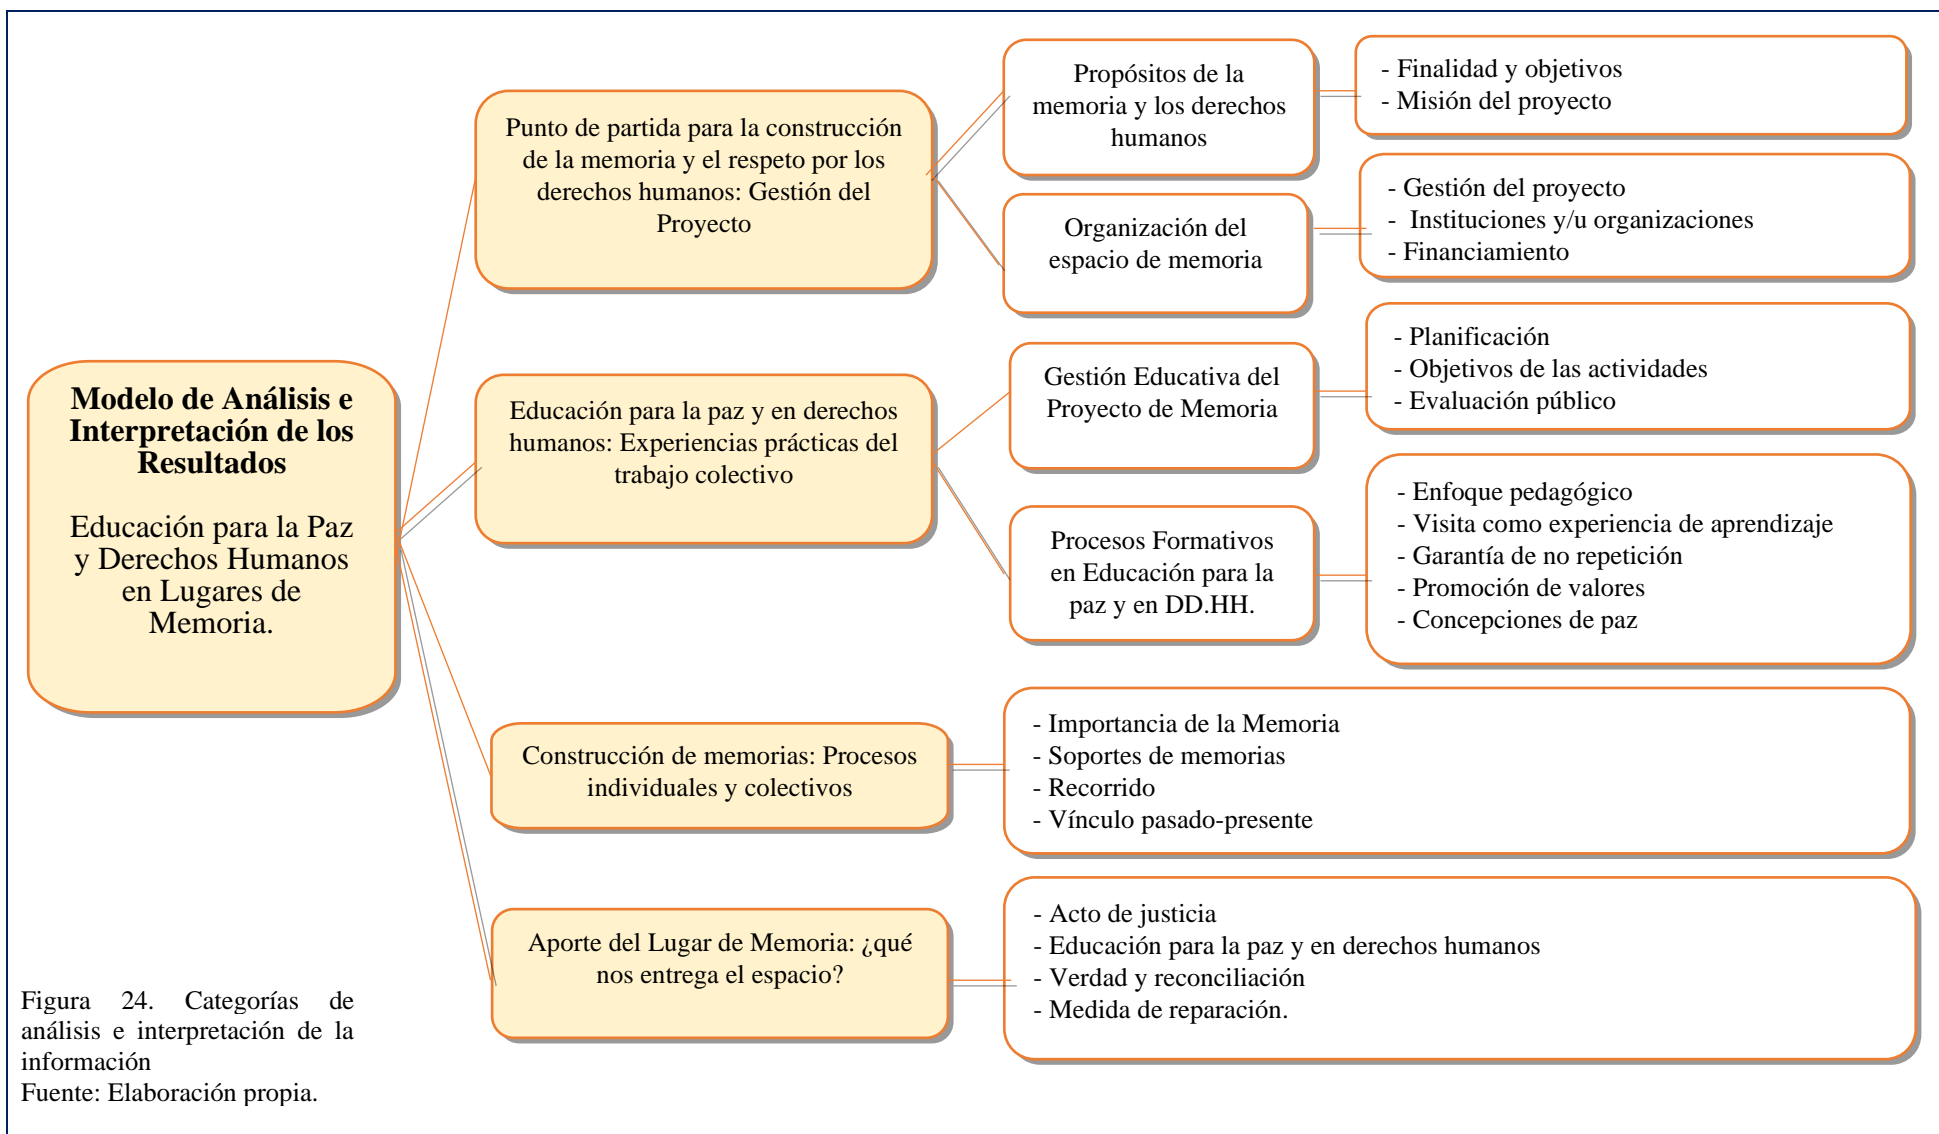 Modelo de Análisis e
Interpretación de los
Resultados
Educación para la Paz
y Derechos Humanos
en Lugares de
Memoria.
Punto de partida para la construcción
de la memoria y el respeto por los
derechos humanos: Gestión del
Proyecto
Propósitos de la
memoria y los derechos
humanos
- Finalidad y objetivos
- Misión del proyecto
Organización del
espacio de memoria
- Gestión del proyecto
- Instituciones y/u organizaciones
- Financiamiento
Educación para la paz y en derechos
humanos: Experiencias prácticas del
trabajo colectivo
Gestión Educativa del
Proyecto de Memoria
- Planificación
- Objetivos de las actividades
- Evaluación público
Procesos Formativos
en Educación para la
paz y en DD.HH.
- Enfoque pedagógico
- Visita como experiencia de aprendizaje
- Garantía de no repetición
- Promoción de valores
- Concepciones de paz
Construcción de memorias: Procesos
individuales y colectivos
- Importancia de la Memoria
- Soportes de memorias
- Recorrido
- Vínculo pasado-presente
Aporte del Lugar de Memoria: ¿qué
nos entrega el espacio?
- Acto de justicia
- Educación para la paz y en derechos humanos
- Verdad y reconciliación
- Medida de reparación.
Figura 24. Categorías de
análisis e interpretación de la
información
Fuente: Elaboración propia.